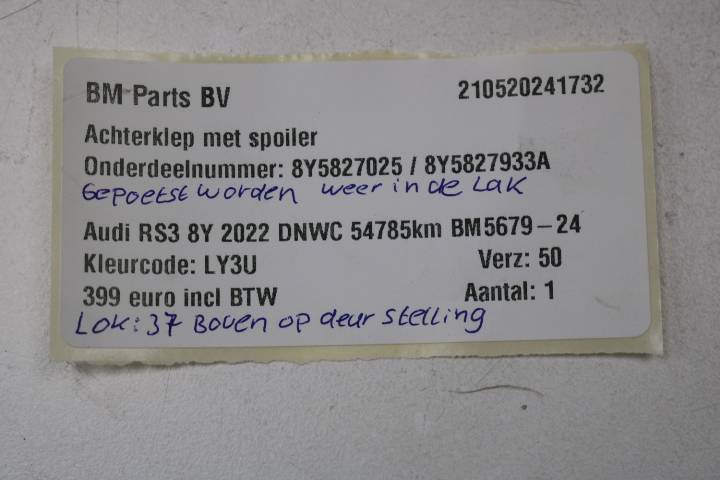 BM Parts BV 210520241732
Achterklep met spoiler
Onderdeelnummer: 8Y5827025 / 8Y5827933A
Gepoetst worden weer in de Lak
Audi RS3 8Y 2022 DNWC 54785km BM5679-24
Kleurcode: LY3U Verz: 50
399 euro incl BTW Aantal: 1
Lok: 37 Boven op deur stelling